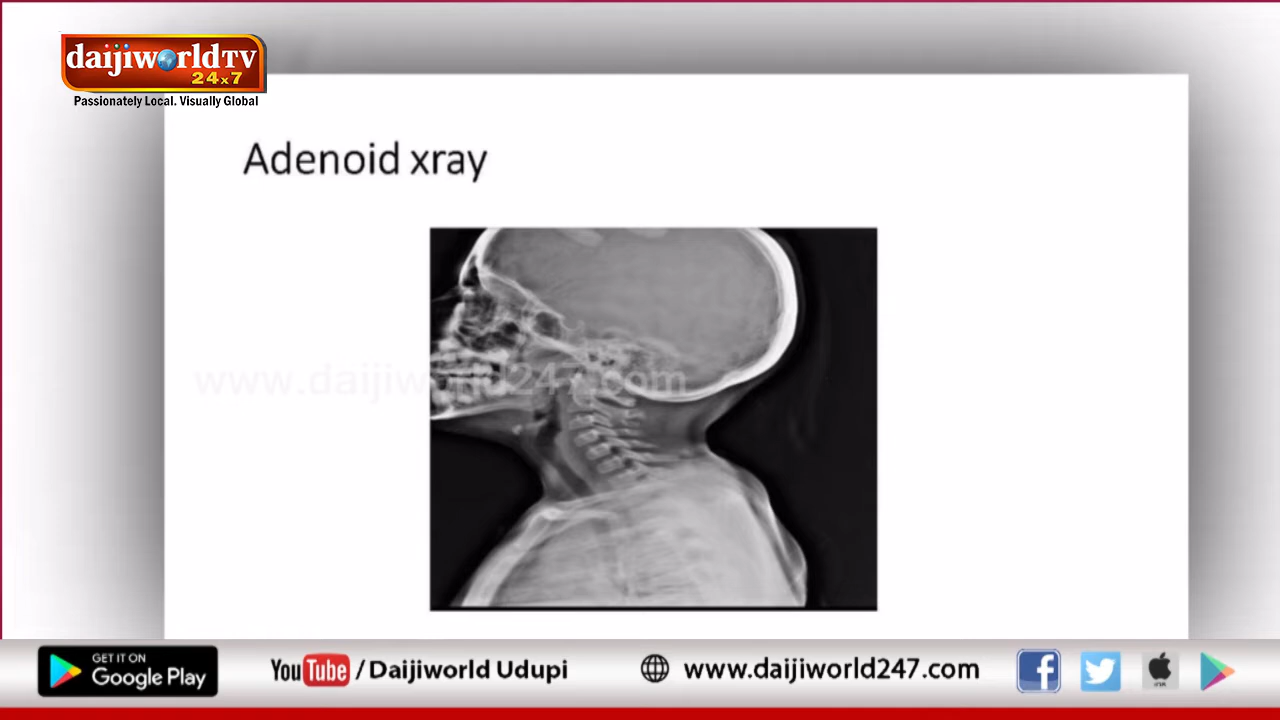 daijiworldTV
24x7
Passionately Local. Visually Global
Adenoid xray
www.daijiworld247.com
GET IT ON
Google Play
YouTube / Daijiworld Udupi
www.daijiworld247.com